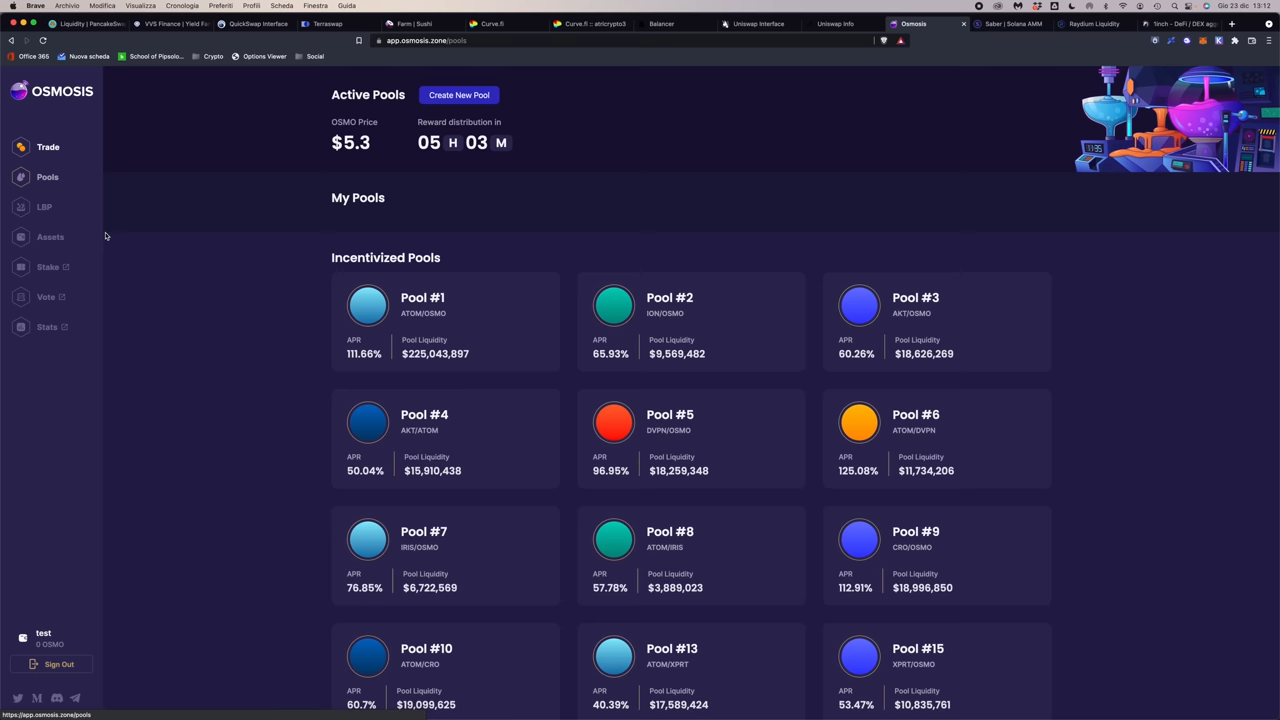 Brave Archivio Modifica Visualizza Cronologia Preferiti Profili Scheda Finestra Guida Gio 23 dic 13:12
Liquidity | PancakeSw VVS Finance | Yield Farm QuickSwap Interface Terraswap Farm | Sushi Curve.fi Curve.fi :: atricrypto3 Balancer Uniswap Interface Uniswap Info Osmosis Saber | Solana AMM Raydium Liquidity 1inch - DeFi / DEX agg
app.osmosis.zone/pools
Office 365 Nuova scheda School of Pipsolo... Crypto Options Viewer Social
OSMOSIS
Trade
Pools
LBP
Assets
Stake
Vote
Stats
test
0 OSMO
Sign Out
Active Pools Create New Pool
OSMO Price Reward distribution in
$5.3 05 H 03 M
11:35
My Pools
Incentivized Pools
Pool #1
ATOM/OSMO
APR Pool Liquidity
111.66% $225,043,897
Pool #2
ION/OSMO
APR Pool Liquidity
65.93% $9,569,482
Pool #3
AKT/OSMO
APR Pool Liquidity
60.26% $18,626,269
Pool #4
AKT/ATOM
APR Pool Liquidity
50.04% $15,910,438
Pool #5
DVPN/OSMO
APR Pool Liquidity
96.95% $18,259,348
Pool #6
ATOM/DVPN
APR Pool Liquidity
125.08% $11,734,206
Pool #7
IRIS/OSMO
APR Pool Liquidity
76.85% $6,722,569
Pool #8
ATOM/IRIS
APR Pool Liquidity
57.78% $3,889,023
Pool #9
CRO/OSMO
APR Pool Liquidity
112.91% $18,996,850
Pool #10
ATOM/CRO
APR Pool Liquidity
60.7% $19,099,625
Pool #13
ATOM/XPRT
APR Pool Liquidity
40.39% $17,589,424
Pool #15
XPRT/OSMO
APR Pool Liquidity
53.47% $10,835,761
https://app.osmosis.zone/pools